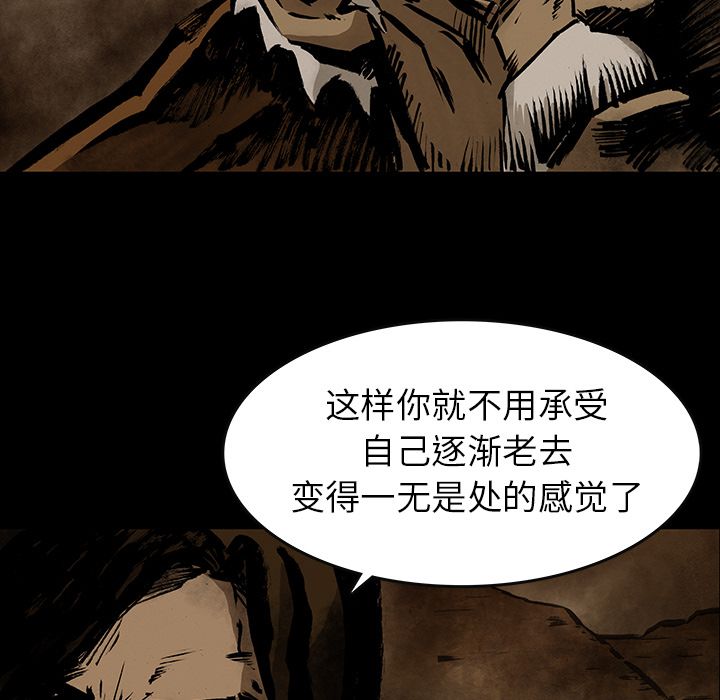 这样你就不用承受
自己逐渐老去
变得一无是处的感觉了